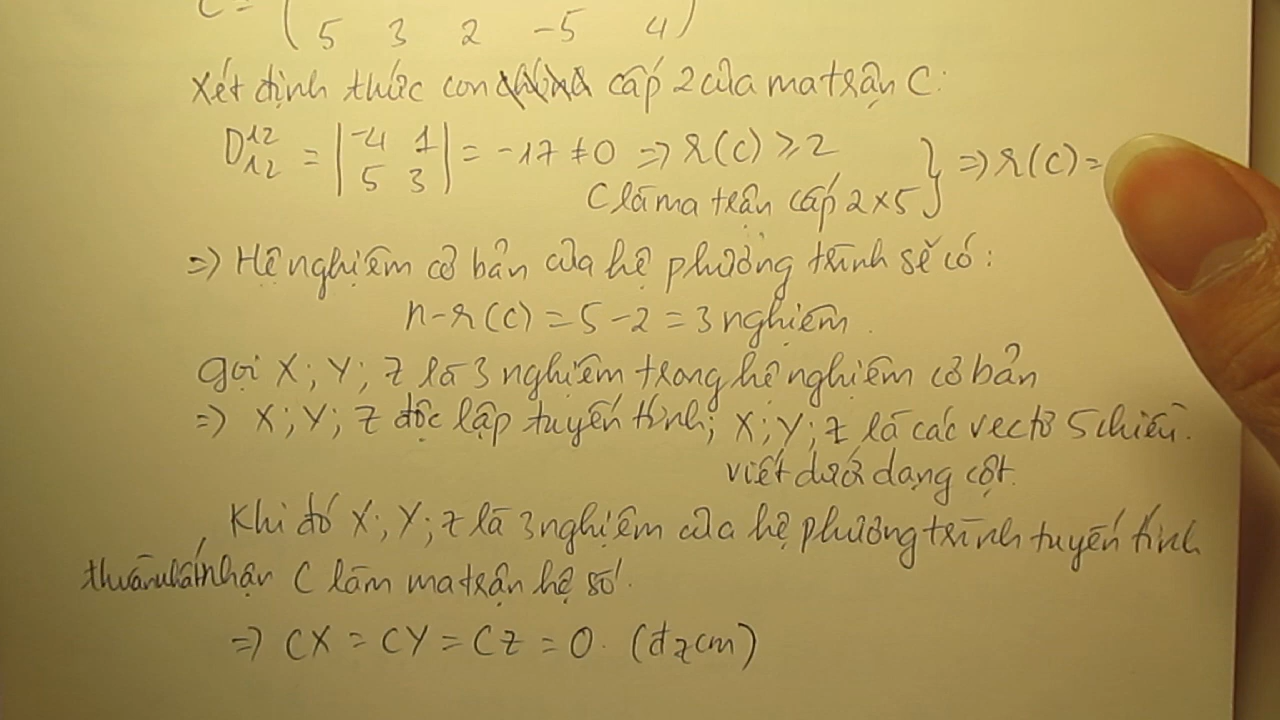 C = (
5 3 2 -5 4)
Xét định thức con cấp 2 của ma trận C:
D¹²₁₂ = |-4 1; 5 3| = -17 ≠ 0 => r(C) ≥ 2 } => r(C) =
C là ma trận cấp 2×5
=> Hệ nghiệm cơ bản của hệ phương trình sẽ có:
n - r(C) = 5 - 2 = 3 nghiệm.
Gọi X; Y; Z là 3 nghiệm trong hệ nghiệm cơ bản
=> X; Y; Z độc lập tuyến tính; X; Y; Z là các vectơ 5 chiều.
viết dưới dạng cột.
Khi đó X; Y; Z là 3 nghiệm của hệ phương trình tuyến tính
thuần nhất nhận C làm ma trận hệ số.
=> CX = CY = CZ = 0. (đpcm)